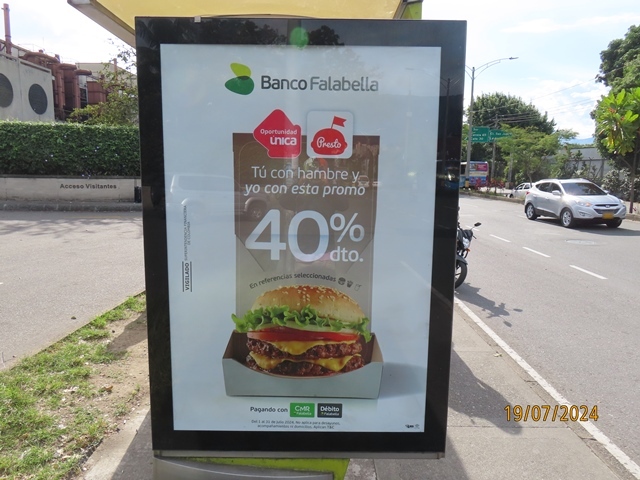 Banco Falabella
Oportunidad
única
Presto
Tú con hambre y
yo con esta promo
40%
dto.
En referencias seleccionadas
Pagando con
CMR
Débito
VIGILADO
Acceso Visitantes
19/07/2024